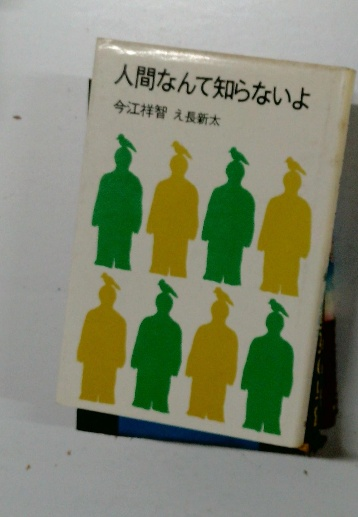 人間なんて知らないよ
今江祥智 え長新太